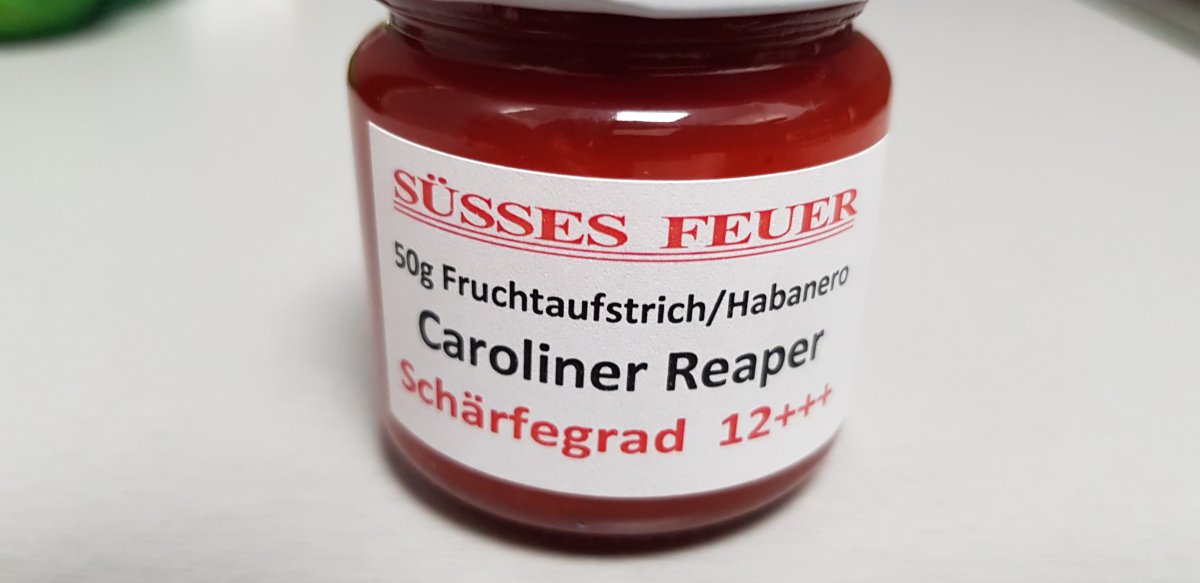 SÜSSES FEUER
50g Fruchtaufstrich/Habanero
Caroliner Reaper
Schärfegrad 12+++